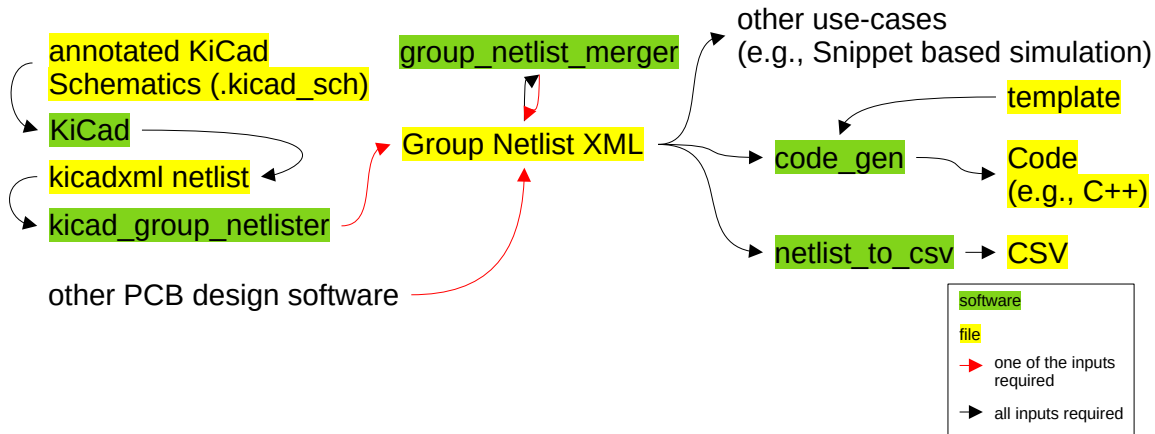 annotated KiCad
Schematics (.kicad_sch)
KiCad
kicadxml netlist
kicad_group_netlister
other PCB design software
group_netlist_merger
Group Netlist XML
other use-cases
(e.g., Snippet based simulation)
template
code_gen
Code
(e.g., C++)
netlist_to_csv
CSV
software
file
one of the inputs
required
all inputs required